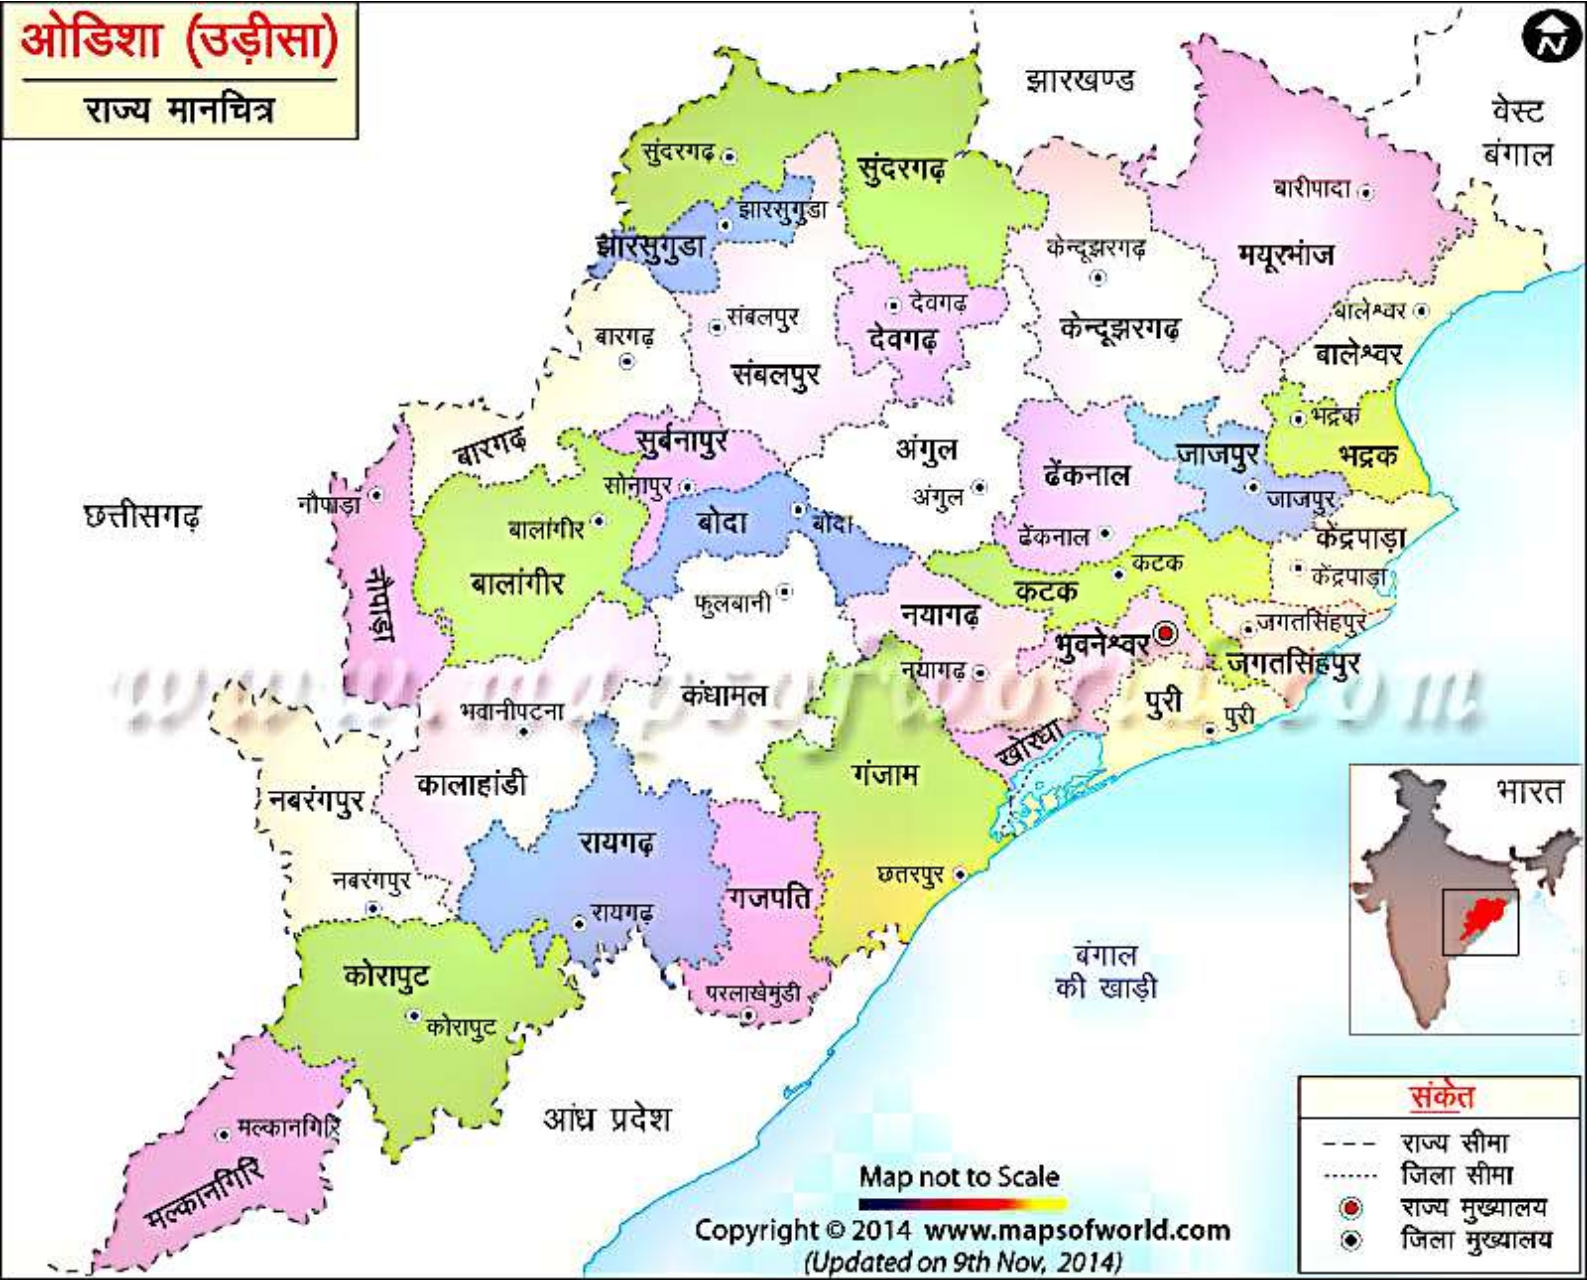 ओडिशा (उड़ीसा)
राज्य मानचित्र
झारखण्ड
वेस्ट
बंगाल
सुंदरगढ़
सुंदरगढ़
बारीपादा
झारसुगुडा
झारसुगुडा
केन्दूझरगढ़
मयूरभांज
संबलपुर
देवगढ़
बालेश्वर
बारगढ़
देवगढ़
केन्दूझरगढ़
बालेश्वर
संबलपुर
बारगढ़
सुर्बनापुर
अंगुल
भद्रक
जाजपुर
भद्रक
ढेंकनाल
छत्तीसगढ़
नौपाड़ा
सोनापुर
अंगुल
जाजपुर
बालांगीर
बोदा
बोदा
ढेंकनाल
केंद्रपाड़ा
बालांगीर
नौपाड़ा
फुलबानी
कटक
कटक
केंद्रपाड़ा
नयागढ़
भुवनेश्वर
जगतसिंहपुर
जगतसिंहपुर
नयागढ़
www.mapsofworld.com
भवानीपटना
कंधामल
पुरी
पुरी
खोरधा
नबरंगपुर
कालाहांडी
गंजाम
भारत
रायगढ़
नबरंगपुर
गजपति
छतरपुर
रायगढ़
कोरापुट
परलाखेमुंडी
बंगाल
की खाड़ी
कोरापुट
मल्कानगिरि
मल्कानगिरि
आंध्र प्रदेश
संकेत
राज्य सीमा
जिला सीमा
राज्य मुख्यालय
जिला मुख्यालय
Map not to Scale
Copyright © 2014 www.mapsofworld.com
(Updated on 9th Nov, 2014)
N